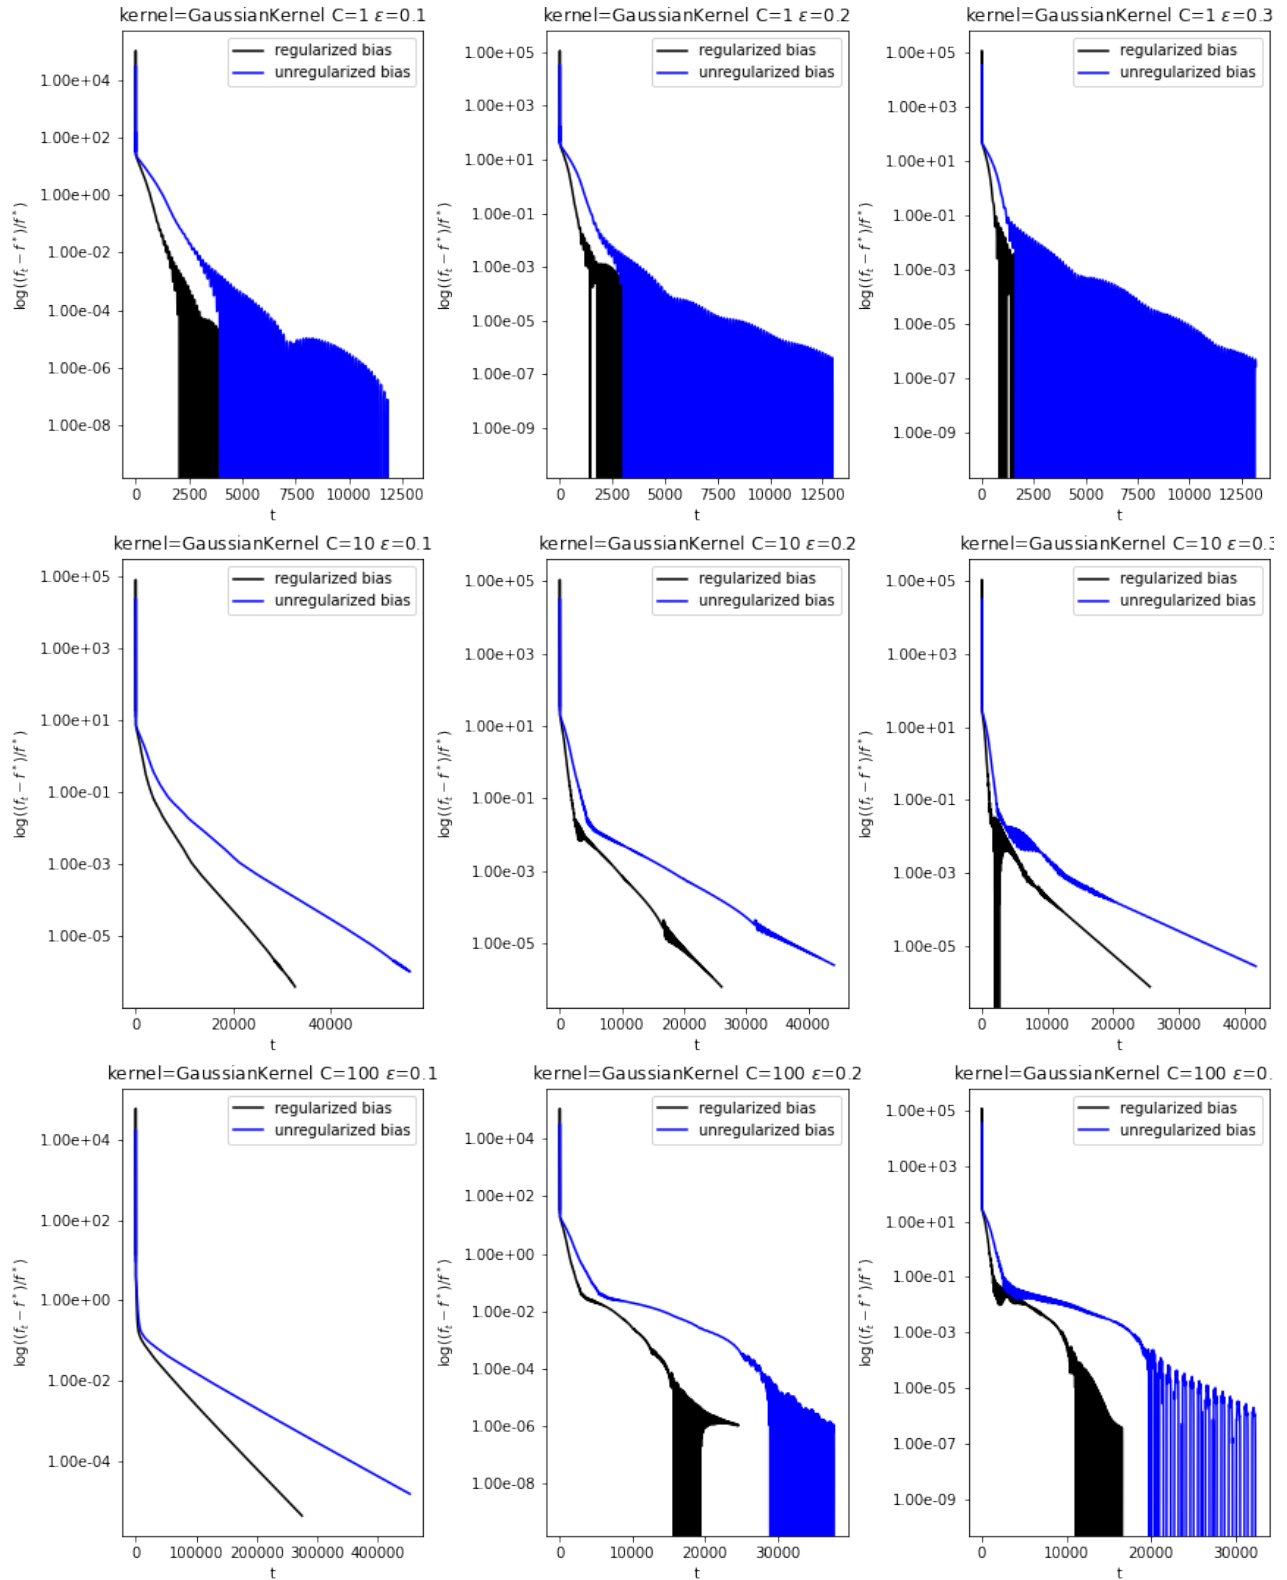 kernel=GaussianKernel C=1 ε=0.1
regularized bias
unregularized bias
1.00e+04
1.00e+02
1.00e+00
1.00e-02
1.00e-04
1.00e-06
1.00e-08
log((f_t − f*)/f*)
0 2500 5000 7500 10000 12500
t
kernel=GaussianKernel C=1 ε=0.2
regularized bias
unregularized bias
1.00e+05
1.00e+03
1.00e+01
1.00e-01
1.00e-03
1.00e-05
1.00e-07
1.00e-09
log((f_t − f*)/f*)
0 2500 5000 7500 10000 12500
t
kernel=GaussianKernel C=1 ε=0.3
regularized bias
unregularized bias
1.00e+05
1.00e+03
1.00e+01
1.00e-01
1.00e-03
1.00e-05
1.00e-07
1.00e-09
log((f_t − f*)/f*)
0 2500 5000 7500 10000 12500
t
kernel=GaussianKernel C=10 ε=0.1
regularized bias
unregularized bias
1.00e+05
1.00e+03
1.00e+01
1.00e-01
1.00e-03
1.00e-05
log((f_t − f*)/f*)
0 20000 40000
t
kernel=GaussianKernel C=10 ε=0.2
regularized bias
unregularized bias
1.00e+05
1.00e+03
1.00e+01
1.00e-01
1.00e-03
1.00e-05
log((f_t − f*)/f*)
0 10000 20000 30000 40000
t
kernel=GaussianKernel C=10 ε=0.3
regularized bias
unregularized bias
1.00e+05
1.00e+03
1.00e+01
1.00e-01
1.00e-03
1.00e-05
log((f_t − f*)/f*)
0 10000 20000 30000 40000
t
kernel=GaussianKernel C=100 ε=0.1
regularized bias
unregularized bias
1.00e+04
1.00e+02
1.00e+00
1.00e-02
1.00e-04
log((f_t − f*)/f*)
0 100000 200000 300000 400000
t
kernel=GaussianKernel C=100 ε=0.2
regularized bias
unregularized bias
1.00e+04
1.00e+02
1.00e+00
1.00e-02
1.00e-04
1.00e-06
1.00e-08
log((f_t − f*)/f*)
0 10000 20000 30000
t
kernel=GaussianKernel C=100 ε=0.
regularized bias
unregularized bias
1.00e+05
1.00e+03
1.00e+01
1.00e-01
1.00e-03
1.00e-05
1.00e-07
1.00e-09
log((f_t − f*)/f*)
0 10000 20000 30000
t